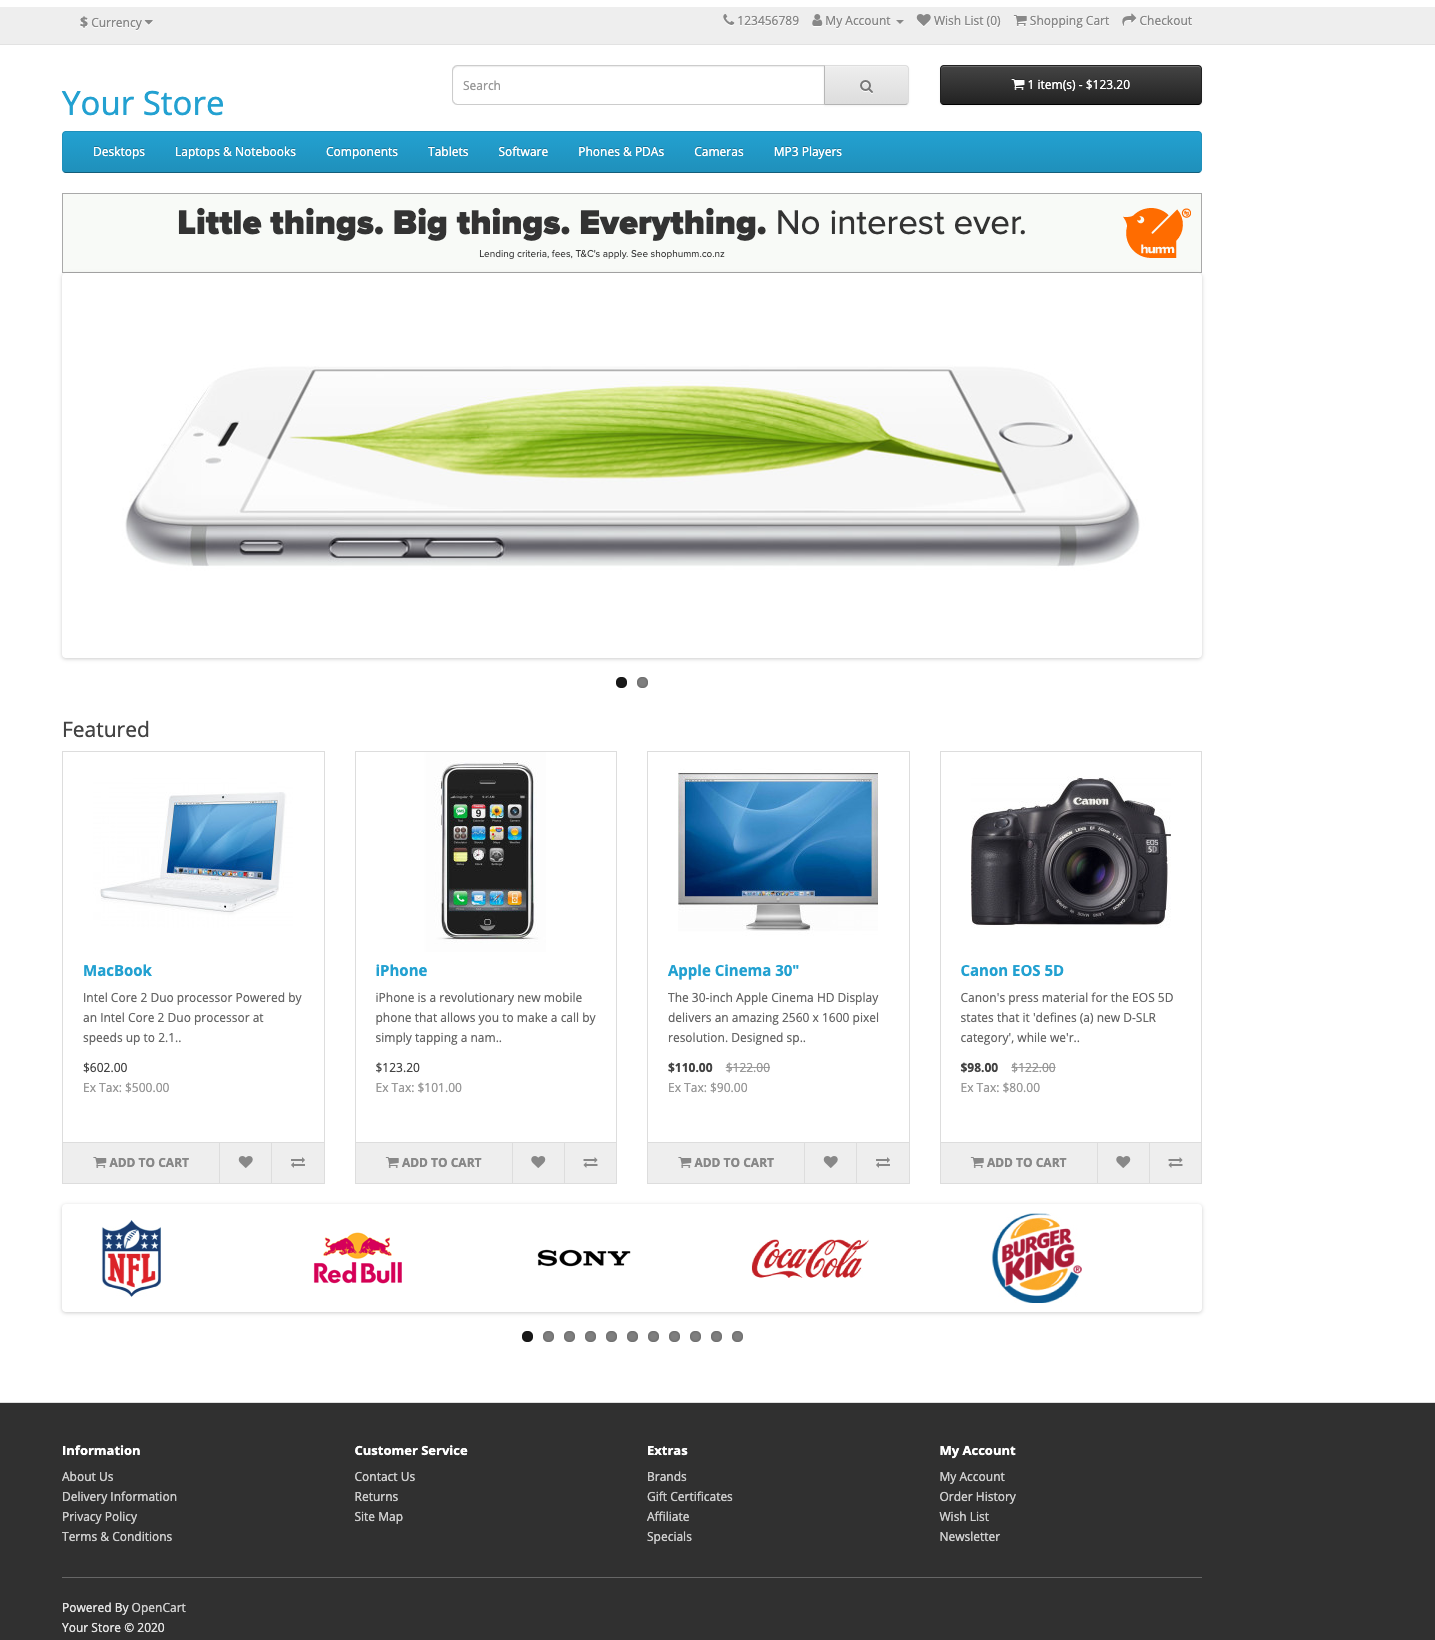 $ Currency
123456789 My Account Wish List (0) Shopping Cart Checkout
Your Store
Search
1 item(s) - $123.20
Desktops Laptops & Notebooks Components Tablets Software Phones & PDAs Cameras MP3 Players
Little things. Big things. Everything. No interest ever.
Lending criteria, fees, T&C's apply. See shophumm.co.nz
humm
Featured
Canon
EOS
5D
MacBook
Intel Core 2 Duo processor Powered by
an Intel Core 2 Duo processor at
speeds up to 2.1..
$602.00
Ex Tax: $500.00
ADD TO CART
iPhone
iPhone is a revolutionary new mobile
phone that allows you to make a call by
simply tapping a nam..
$123.20
Ex Tax: $101.00
ADD TO CART
Apple Cinema 30"
The 30-inch Apple Cinema HD Display
delivers an amazing 2560 x 1600 pixel
resolution. Designed sp..
$110.00 $122.00
Ex Tax: $90.00
ADD TO CART
Canon EOS 5D
Canon's press material for the EOS 5D
states that it 'defines (a) new D-SLR
category', while we'r..
$98.00 $122.00
Ex Tax: $80.00
ADD TO CART
NFL
Red Bull
SONY
Coca-Cola
BURGER
KING
Information
About Us
Delivery Information
Privacy Policy
Terms & Conditions
Customer Service
Contact Us
Returns
Site Map
Extras
Brands
Gift Certificates
Affiliate
Specials
My Account
My Account
Order History
Wish List
Newsletter
Powered By OpenCart
Your Store © 2020